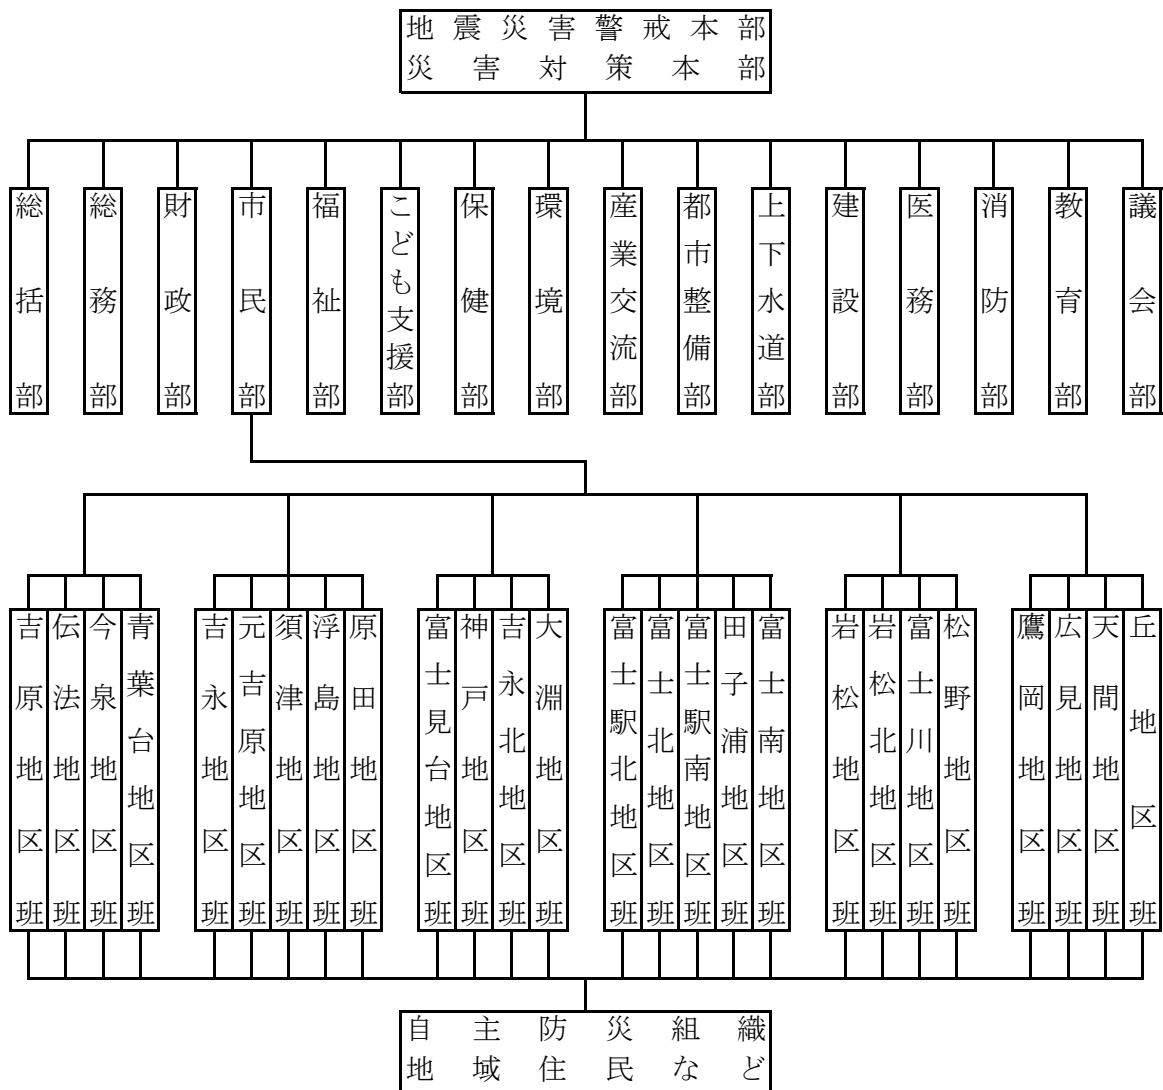 地震災害警戒本部
災害対策本部
総括部
総務部
財政部
市民部
福祉部
こども支援部
保健部
環境部
産業交流部
都市整備部
上下水道部
建設部
医務部
消防部
教育部
議会部
吉原地区班
伝法地区班
今泉地区班
青葉台地区班
吉永地区班
元吉原地区班
須津地区班
浮島地区班
原田地区班
富士見台地区班
神戸地区班
吉永北地区班
大淵地区班
富士駅北地区班
富士北地区班
富士駅南地区班
田子浦地区班
富士南地区班
岩松地区班
岩松北地区班
富士川地区班
松野地区班
鷹岡地区班
広見地区班
天間地区班
丘地区班
自主防災組織
地域住民など